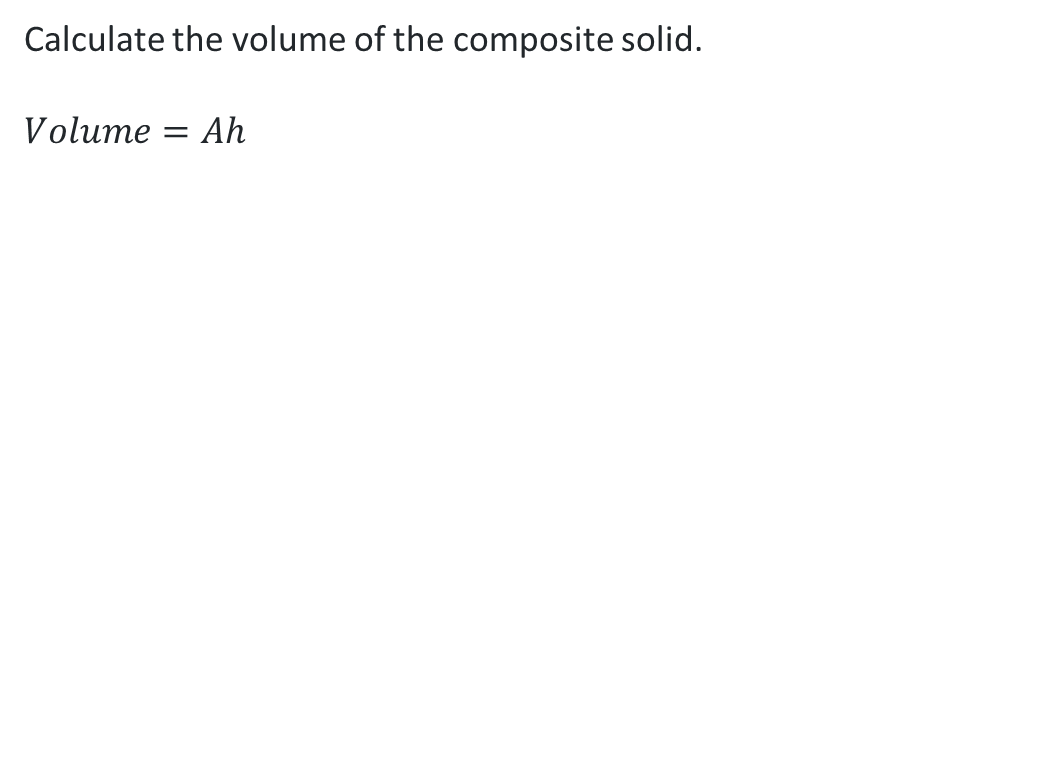 Calculate the volume of the composite solid.
Volume = Ah